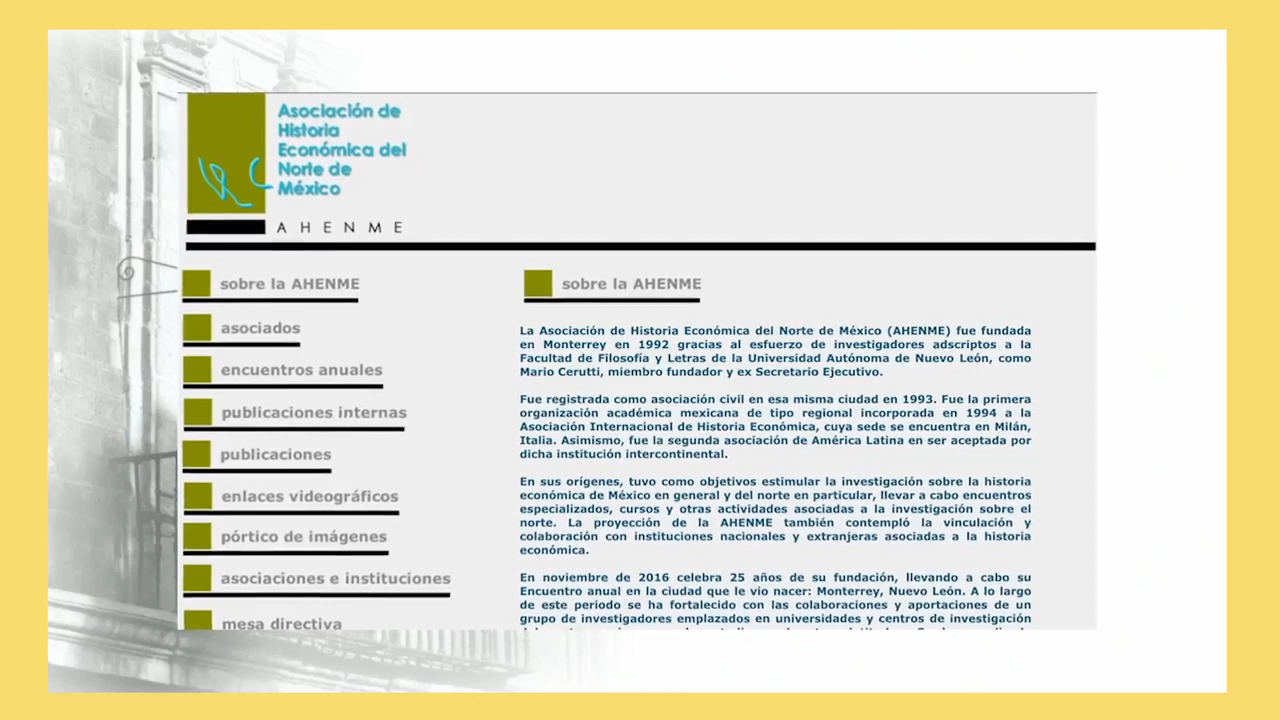 Asociación de
Historia
Económica del
Norte de
México
AHENME
sobre la AHENME
asociados
encuentros anuales
publicaciones internas
publicaciones
enlaces videográficos
pórtico de imágenes
asociaciones e instituciones
mesa directiva
sobre la AHENME
La Asociación de Historia Económica del Norte de México (AHENME) fue fundada
en Monterrey en 1992 gracias al esfuerzo de investigadores adscriptos a la
Facultad de Filosofía y Letras de la Universidad Autónoma de Nuevo León, como
Mario Cerutti, miembro fundador y ex Secretario Ejecutivo.
Fue registrada como asociación civil en esa misma ciudad en 1993. Fue la primera
organización académica mexicana de tipo regional incorporada en 1994 a la
Asociación Internacional de Historia Económica, cuya sede se encuentra en Milán,
Italia. Asimismo, fue la segunda asociación de América Latina en ser aceptada por
dicha institución intercontinental.
En sus orígenes, tuvo como objetivos estimular la investigación sobre la historia
económica de México en general y del norte en particular, llevar a cabo encuentros
especializados, cursos y otras actividades asociadas a la investigación sobre el
norte. La proyección de la AHENME también contempló la vinculación y
colaboración con instituciones nacionales y extranjeras asociadas a la historia
económica.
En noviembre de 2016 celebra 25 años de su fundación, llevando a cabo su
Encuentro anual en la ciudad que le vio nacer: Monterrey, Nuevo León. A lo largo
de este período se ha fortalecido con las colaboraciones y aportaciones de un
grupo de investigadores emplazados en universidades y centros de investigación